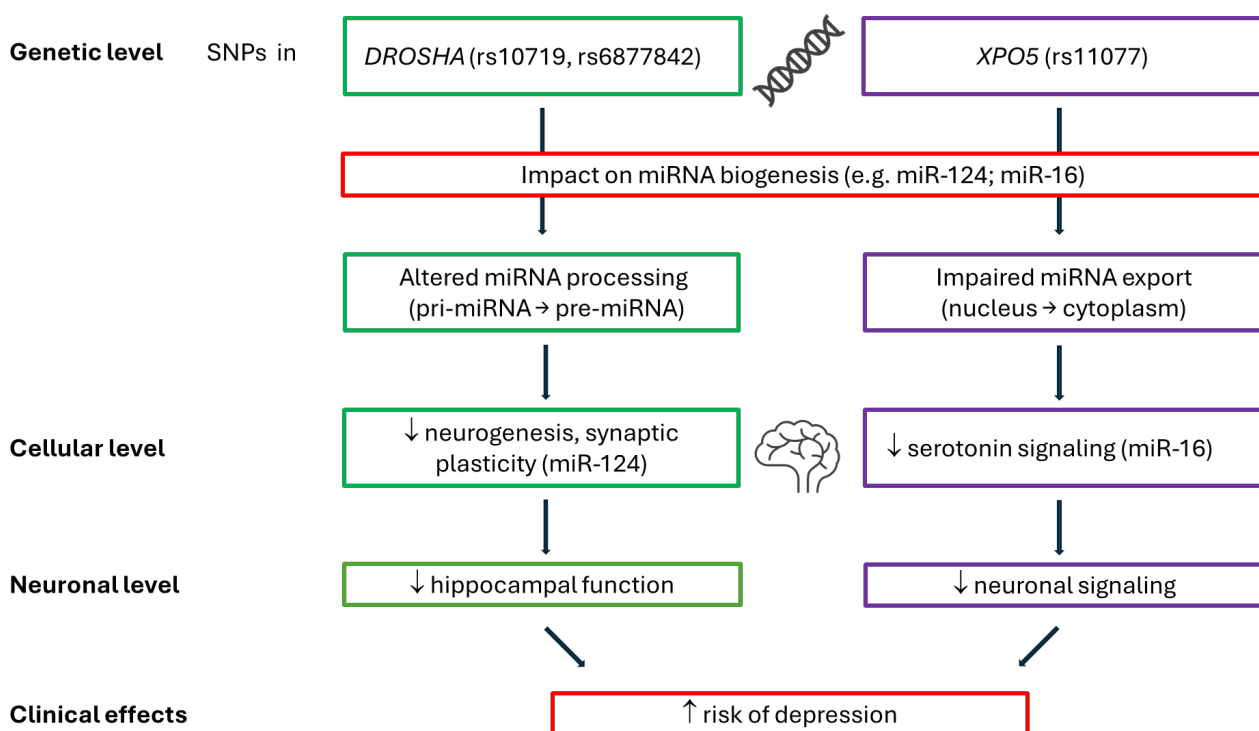 Genetic level SNPs in DROSHA (rs10719, rs6877842) XPO5 (rs11077)
Impact on miRNA biogenesis (e.g. miR-124; miR-16)
Altered miRNA processing
(pri-miRNA → pre-miRNA)
Impaired miRNA export
(nucleus → cytoplasm)
Cellular level
↓ neurogenesis, synaptic
plasticity (miR-124)
↓ serotonin signaling (miR-16)
Neuronal level ↓ hippocampal function ↓ neuronal signaling
Clinical effects ↑ risk of depression